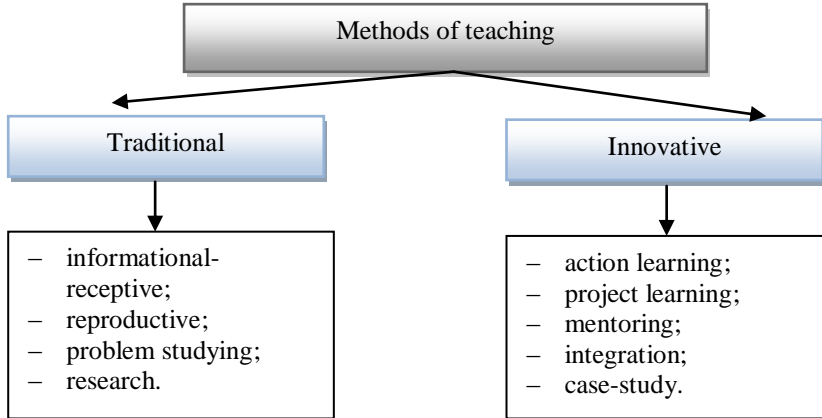 Methods of teaching
Traditional
Innovative
– informational-
receptive;
– reproductive;
– problem studying;
– research.
– action learning;
– project learning;
– mentoring;
– integration;
– case-study.